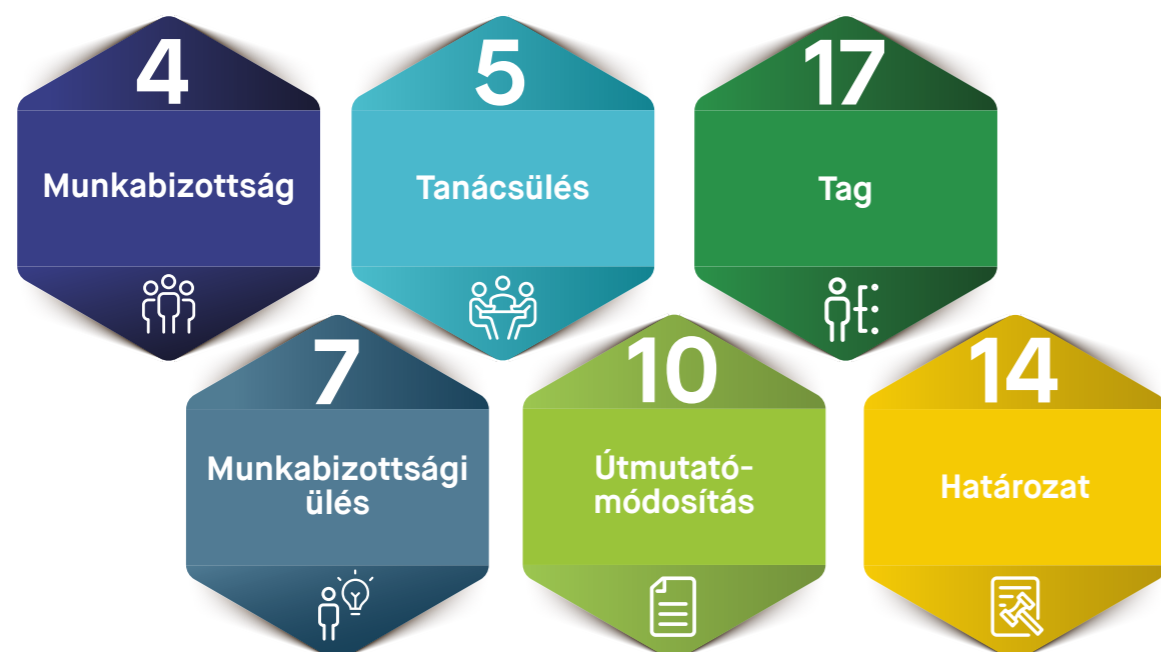 4
Munkabizottság
5
Tanácsülés
17
Tag
7
Munkabizottsági
ülés
10
Útmutató-
módosítás
14
Határozat